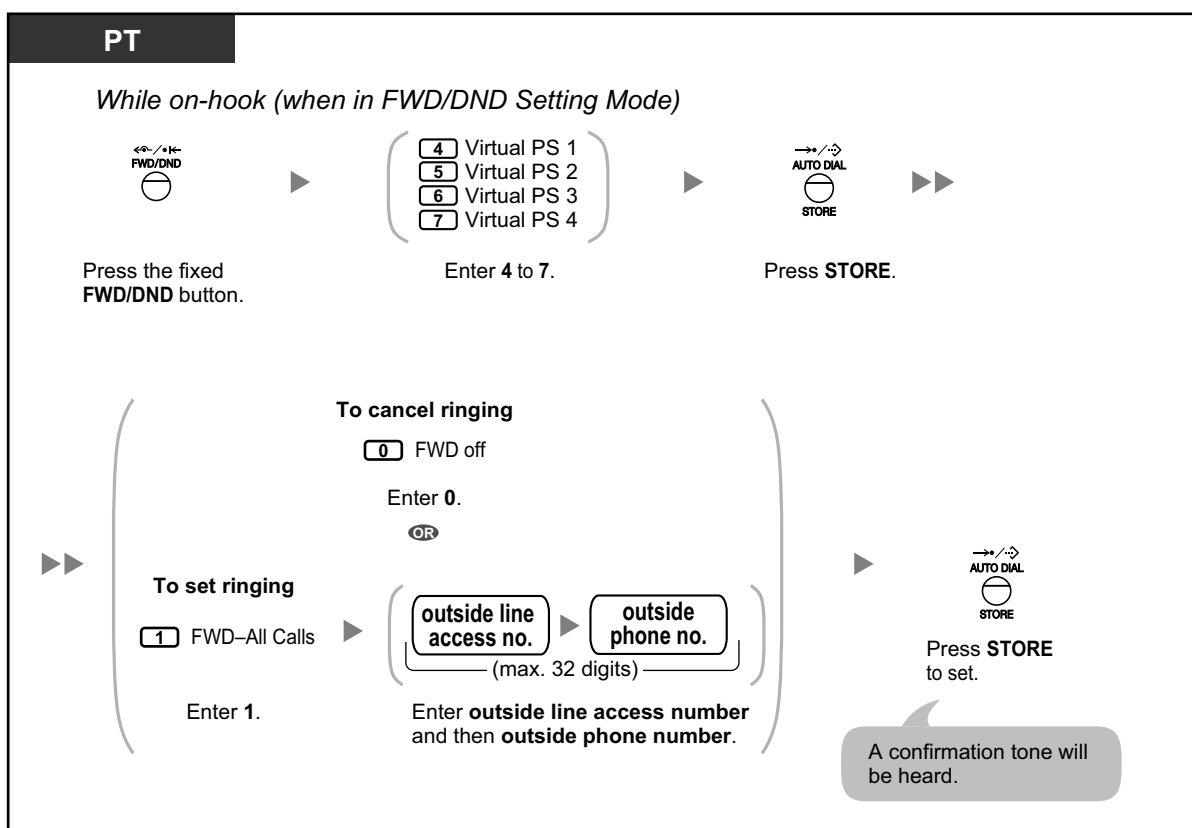 PT
While on-hook (when in FWD/DND Setting Mode)
FWD/DND
4 Virtual PS 1
5 Virtual PS 2
6 Virtual PS 3
7 Virtual PS 4
AUTO DIAL
STORE
Press the fixed
FWD/DND button.
Enter 4 to 7.
Press STORE.
To cancel ringing
0 FWD off
Enter 0.
OR
To set ringing
1 FWD–All Calls
Enter 1.
outside line
access no.
outside
phone no.
(max. 32 digits)
Enter outside line access number
and then outside phone number.
AUTO DIAL
STORE
Press STORE
to set.
A confirmation tone will
be heard.